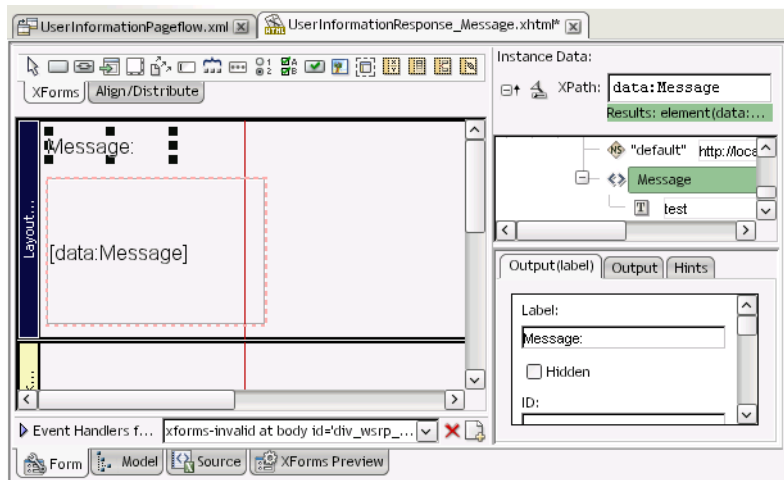 UserInformationPageflow.xml
UserInformationResponse_Message.xhtml*
XForms
Align/Distribute
Layout...
Message:
[data:Message]
Event Handlers f...
xforms-invalid at body id='div_wsrp_...
Form
Model
Source
XForms Preview
Instance Data:
XPath:
data:Message
Results: element(data:...
"default" http://loca
Message
test
Output(label)
Output
Hints
Label:
Message:
Hidden
ID: